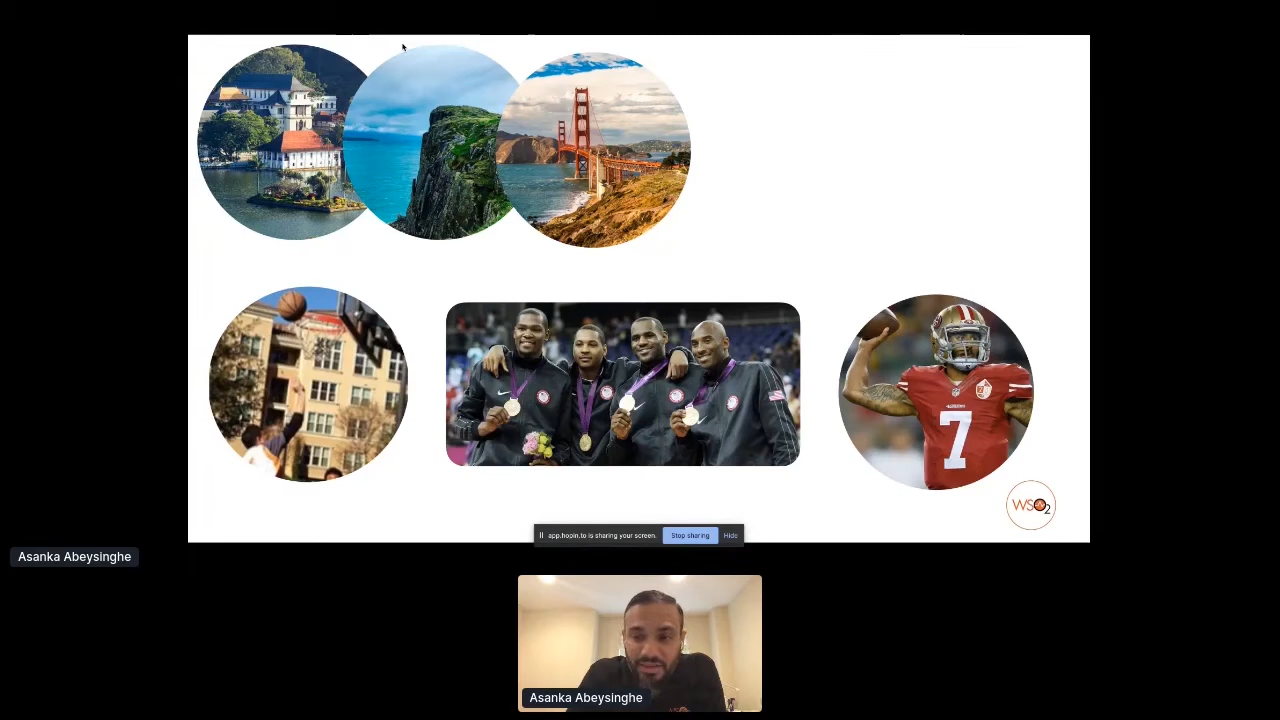 7
WSO2
app.hopin.to is sharing your screen.
Stop sharing
Hide
Asanka Abeysinghe
Asanka Abeysinghe